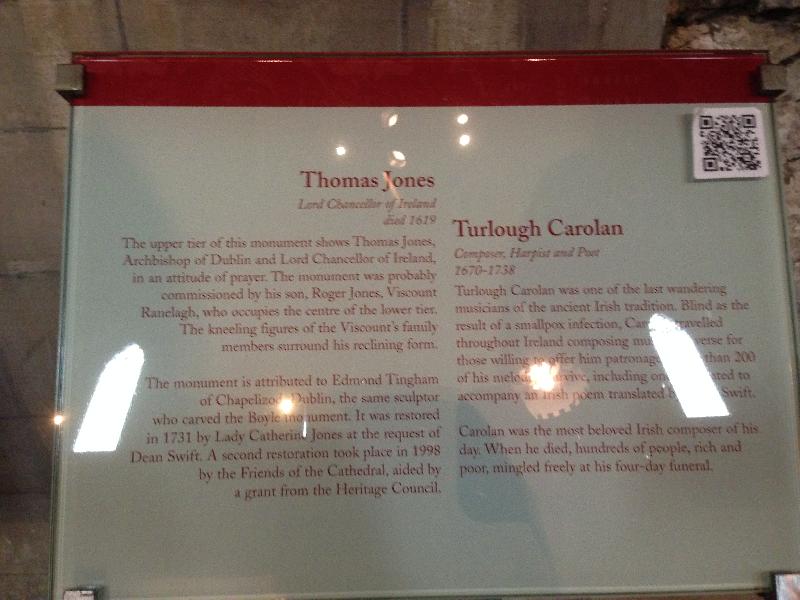 Thomas Jones
Lord Chancellor of Ireland
died 1619
The upper tier of this monument shows Thomas Jones,
Archbishop of Dublin and Lord Chancellor of Ireland,
in an attitude of prayer. The monument was probably
commissioned by his son, Roger Jones, Viscount
Ranelagh, who occupies the centre of the lower tier.
The kneeling figures of the Viscount's family
members surround his reclining form.
The monument is attributed to Edmond Tingham
of Chapelizod, Dublin, the same sculptor
who carved the Boyle monument. It was restored
in 1731 by Lady Catherine Jones at the request of
Dean Swift. A second restoration took place in 1998
by the Friends of the Cathedral, aided by
a grant from the Heritage Council.
Turlough Carolan
Composer, Harpist and Poet
1670-1738
Turlough Carolan was one of the last wandering
musicians of the ancient Irish tradition. Blind as the
result of a smallpox infection, travelled
throughout Ireland composing for
those willing to offer him than 200
of his including to
accompany an Irish poem translated Swift.
Carolan was the most beloved Irish composer of his
day. When he died, hundreds of people, rich and
poor, mingled freely at his four-day funeral.